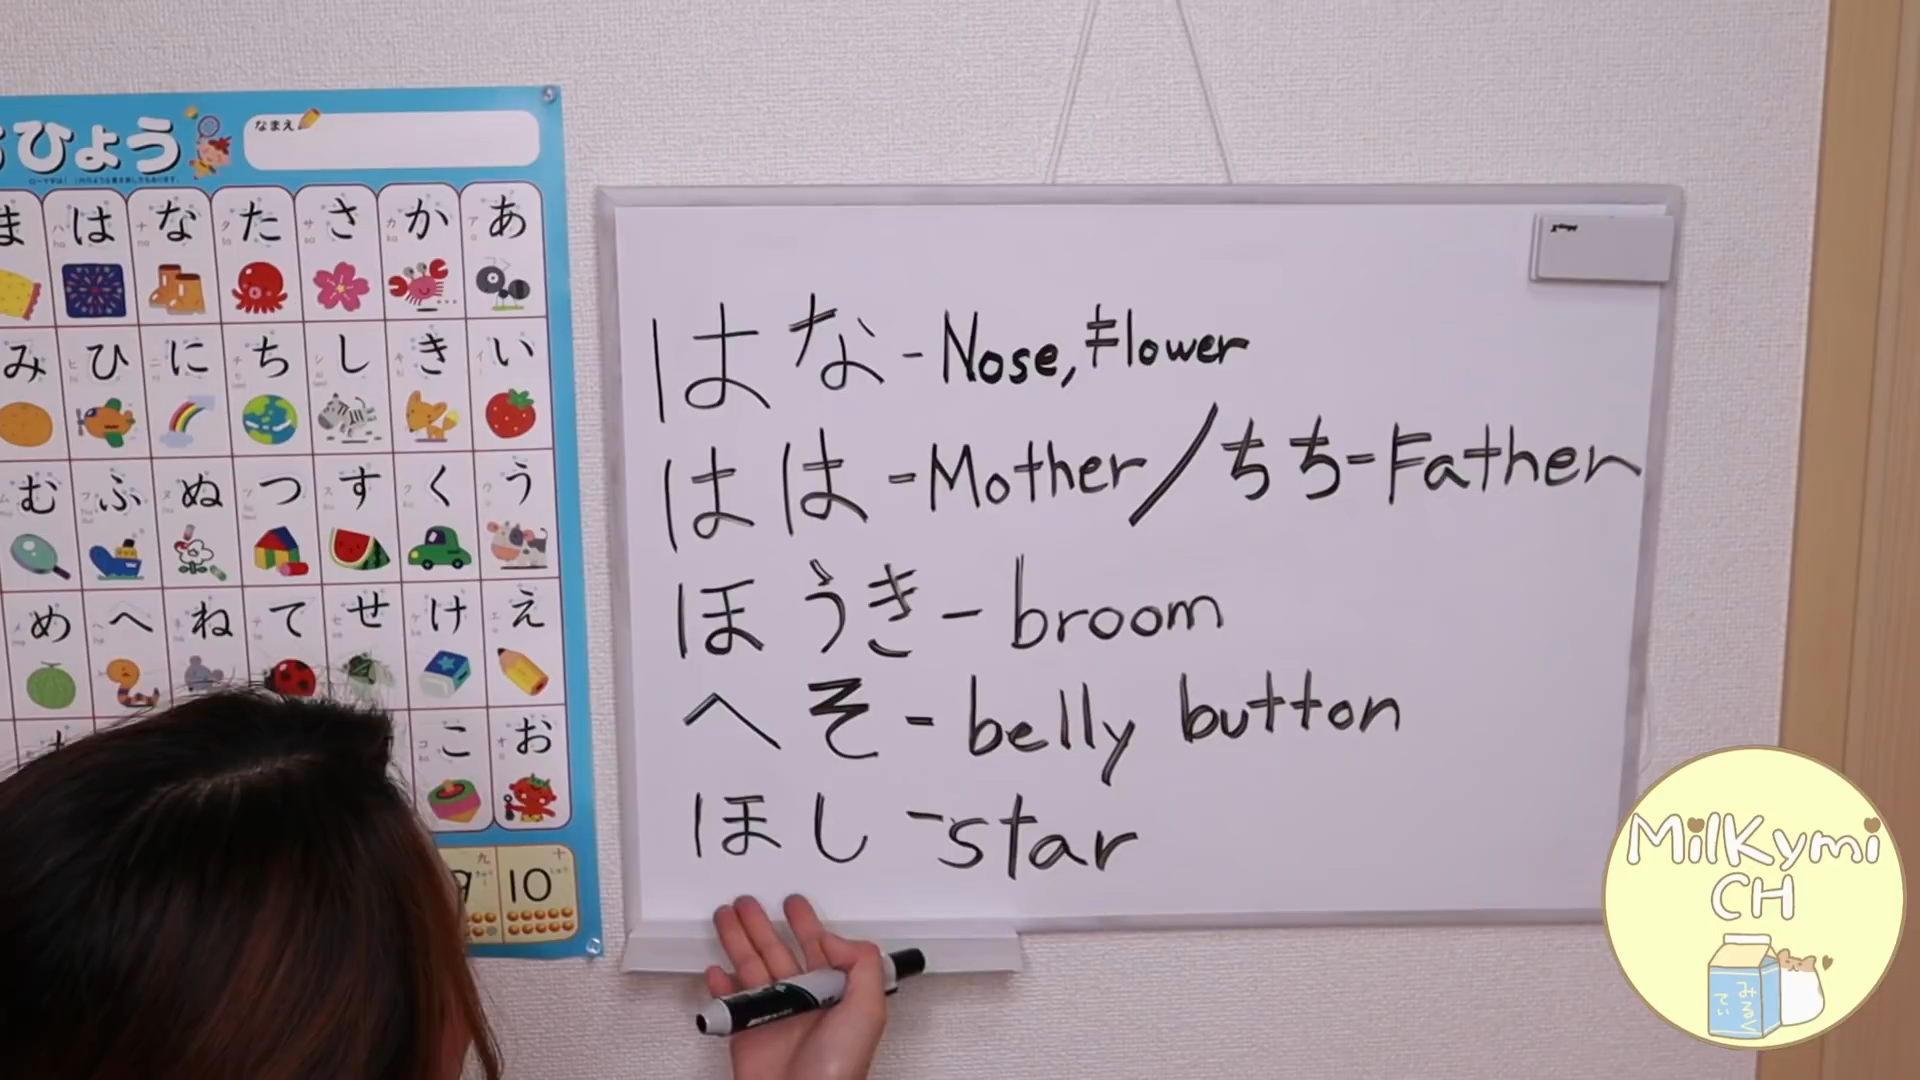 ひょう
なまえ
あ か さ た な は ま
い き し ち に ひ み
う く す つ ぬ ふ む
え け せ て ね へ め
お こ
九 十
9 10
はな - Nose, Flower
はは - Mother / ちち - Father
ほうき - broom
へそ - belly button
ほし - star
MilKymi
CH